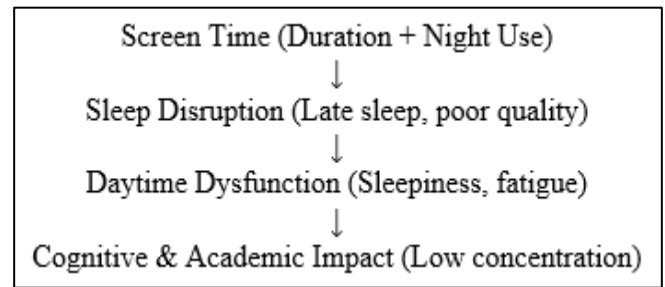 Screen Time (Duration + Night Use)
↓
Sleep Disruption (Late sleep, poor quality)
↓
Daytime Dysfunction (Sleepiness, fatigue)
↓
Cognitive & Academic Impact (Low concentration)